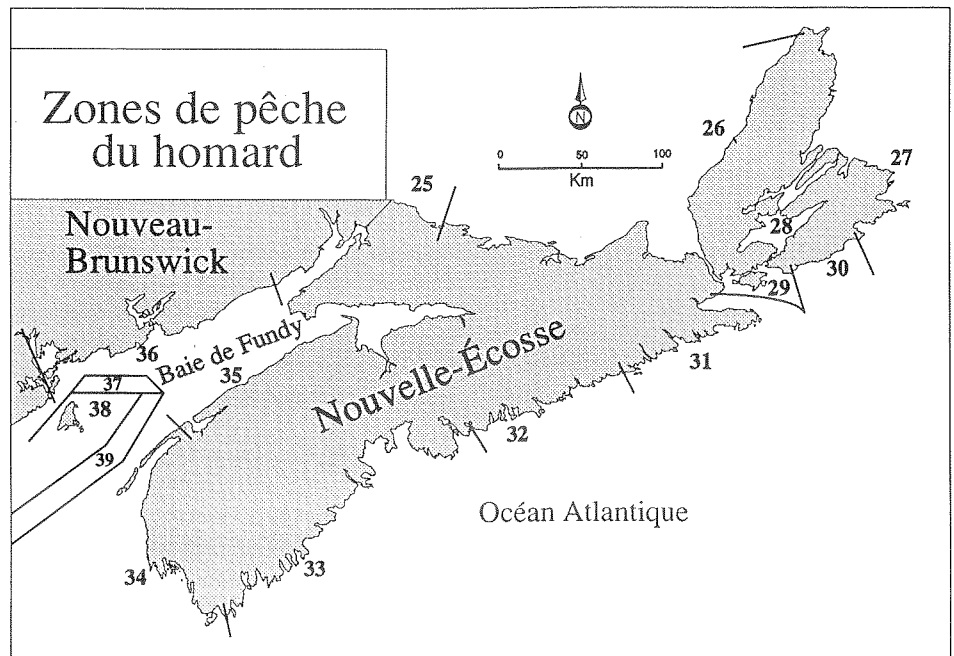 Zones de pêche
du homard
N
0 50 100
Km
Nouveau-
Brunswick
Baie de Fundy
Nouvelle-Écosse
Océan Atlantique
25
26
27
28
29
30
31
32
33
34
35
36
37
38
39